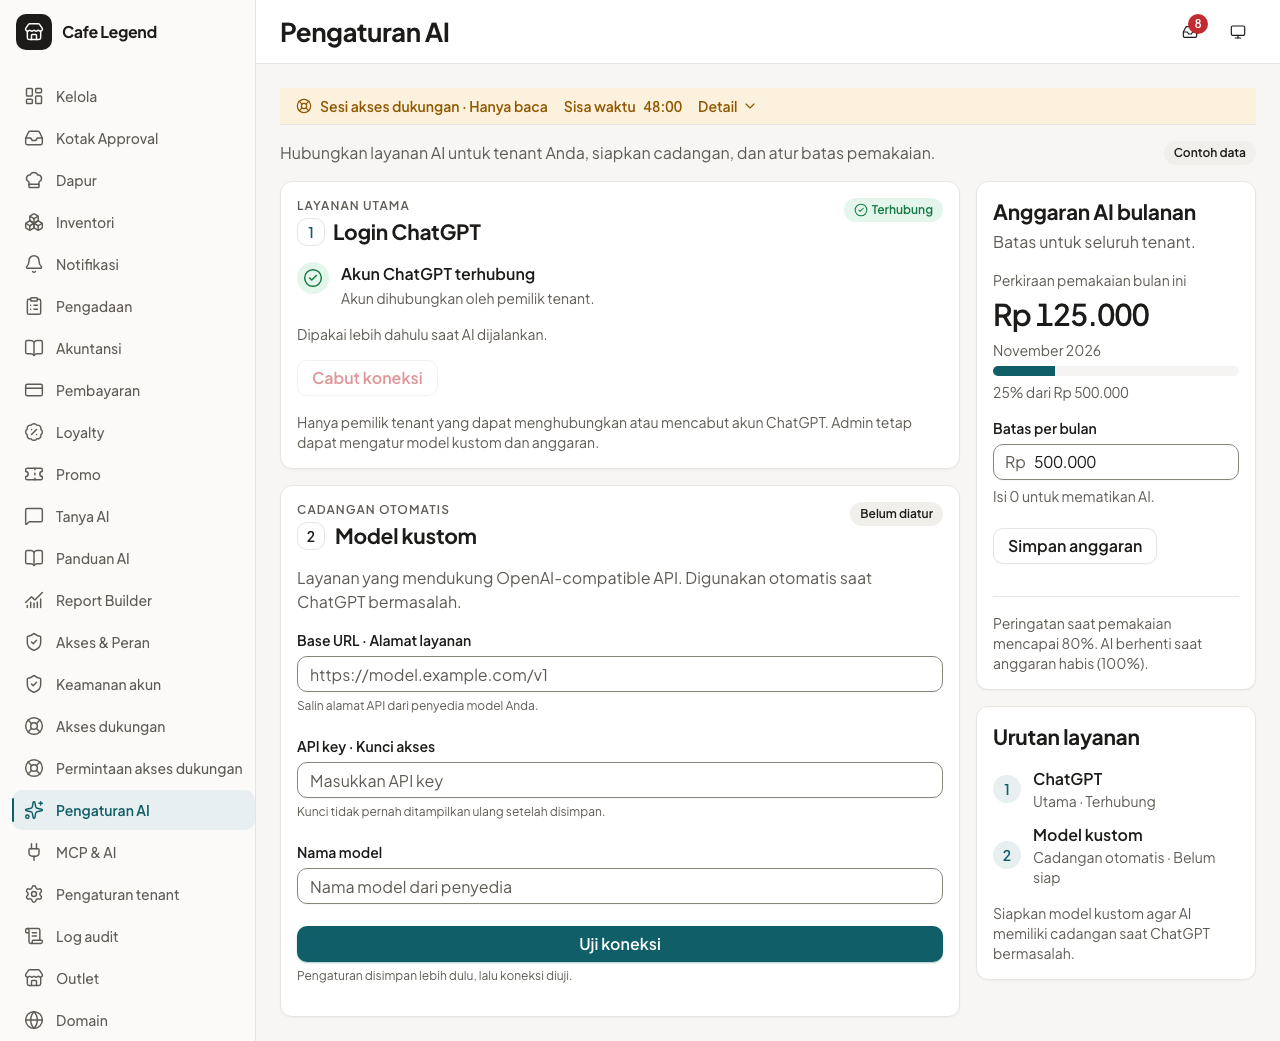 Cafe Legend
Kelola
Kotak Approval
Dapur
Inventori
Notifikasi
Pengadaan
Akuntansi
Pembayaran
Loyalty
Promo
Tanya AI
Panduan AI
Report Builder
Akses & Peran
Keamanan akun
Akses dukungan
Permintaan akses dukungan
Pengaturan AI
MCP & AI
Pengaturan tenant
Log audit
Outlet
Domain
Pengaturan AI
8
Sesi akses dukungan · Hanya baca Sisa waktu 48:00 Detail
Hubungkan layanan AI untuk tenant Anda, siapkan cadangan, dan atur batas pemakaian.
Contoh data
LAYANAN UTAMA
Terhubung
1 Login ChatGPT
Akun ChatGPT terhubung
Akun dihubungkan oleh pemilik tenant.
Dipakai lebih dahulu saat AI dijalankan.
Cabut koneksi
Hanya pemilik tenant yang dapat menghubungkan atau mencabut akun ChatGPT. Admin tetap
dapat mengatur model kustom dan anggaran.
CADANGAN OTOMATIS
Belum diatur
2 Model kustom
Layanan yang mendukung OpenAI-compatible API. Digunakan otomatis saat
ChatGPT bermasalah.
Base URL · Alamat layanan
https://model.example.com/v1
Salin alamat API dari penyedia model Anda.
API key · Kunci akses
Masukkan API key
Kunci tidak pernah ditampilkan ulang setelah disimpan.
Nama model
Nama model dari penyedia
Uji koneksi
Pengaturan disimpan lebih dulu, lalu koneksi diuji.
Anggaran AI bulanan
Batas untuk seluruh tenant.
Perkiraan pemakaian bulan ini
Rp 125.000
November 2026
25% dari Rp 500.000
Batas per bulan
Rp 500.000
Isi 0 untuk mematikan AI.
Simpan anggaran
Peringatan saat pemakaian
mencapai 80%. AI berhenti saat
anggaran habis (100%).
Urutan layanan
1 ChatGPT
Utama · Terhubung
2 Model kustom
Cadangan otomatis · Belum
siap
Siapkan model kustom agar AI
memiliki cadangan saat ChatGPT
bermasalah.